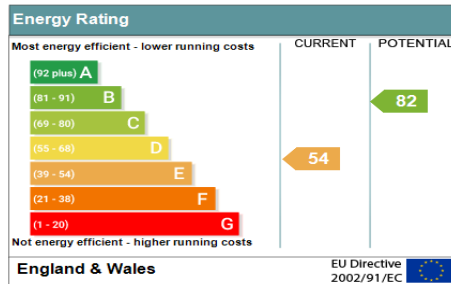 Energy Rating
Most energy efficient - lower running costs
CURRENT
POTENTIAL
(92 plus) A
(81 - 91) B
82
(69 - 80) C
(55 - 68) D
54
(39 - 54) E
(21 - 38) F
(1 - 20) G
Not energy efficient - higher running costs
England & Wales
EU Directive
2002/91/EC